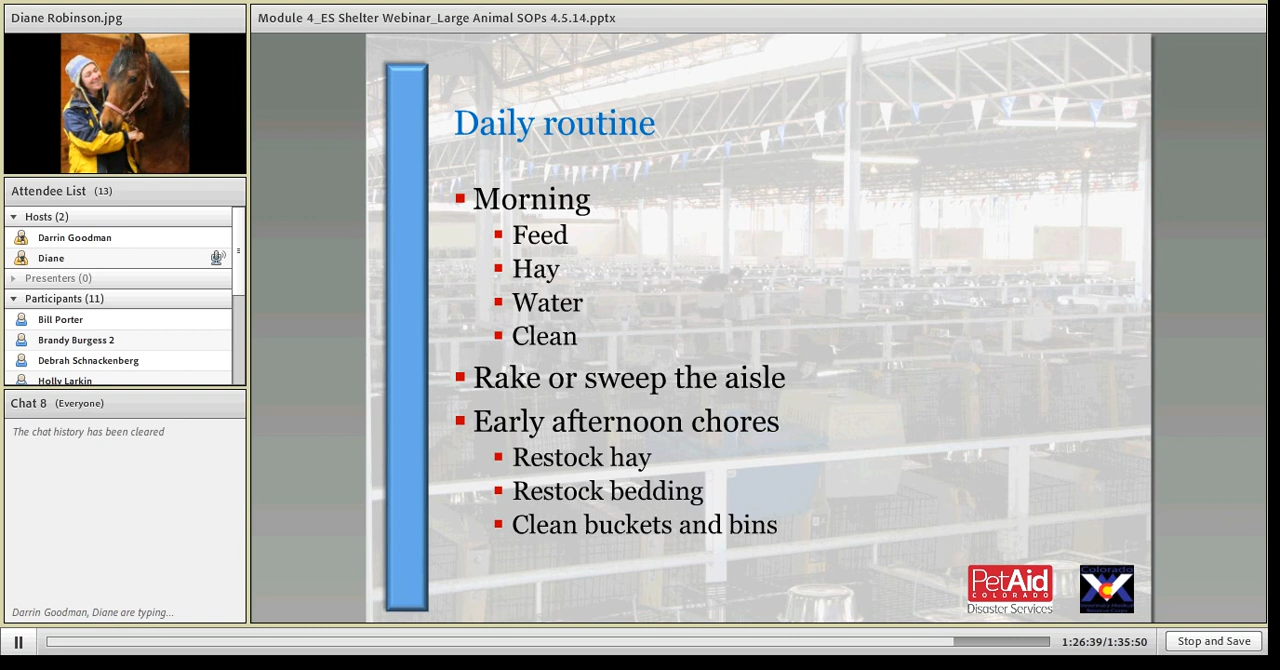 Diane Robinson.jpg
Attendee List (13)
Hosts (2)
Darrin Goodman
Diane
Presenters (0)
Participants (11)
Bill Porter
Brandy Burgess 2
Debrah Schnackenberg
Holly Larkin
Chat 8 (Everyone)
The chat history has been cleared
Darrin Goodman, Diane are typing...
Module 4_ES Shelter Webinar_Large Animal SOPs 4.5.14.pptx
Daily routine
Morning
Feed
Hay
Water
Clean
Rake or sweep the aisle
Early afternoon chores
Restock hay
Restock bedding
Clean buckets and bins
PetAid
COLORADO
Disaster Services
Colorado
1:26:39/1:35:50
Stop and Save